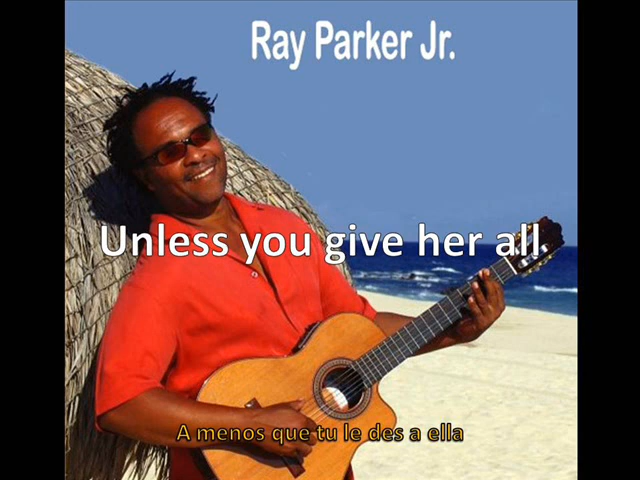 Ray Parker Jr.
Unless you give her all
A menos que tu le des a ella